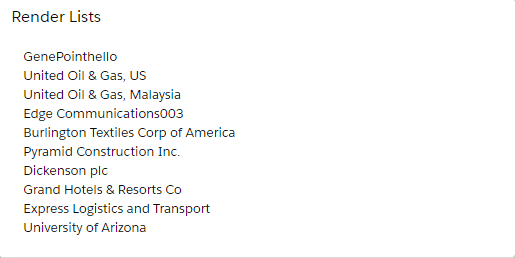 Render Lists
GenePointhello
United Oil & Gas, US
United Oil & Gas, Malaysia
Edge Communications003
Burlington Textiles Corp of America
Pyramid Construction Inc.
Dickenson plc
Grand Hotels & Resorts Co
Express Logistics and Transport
University of Arizona